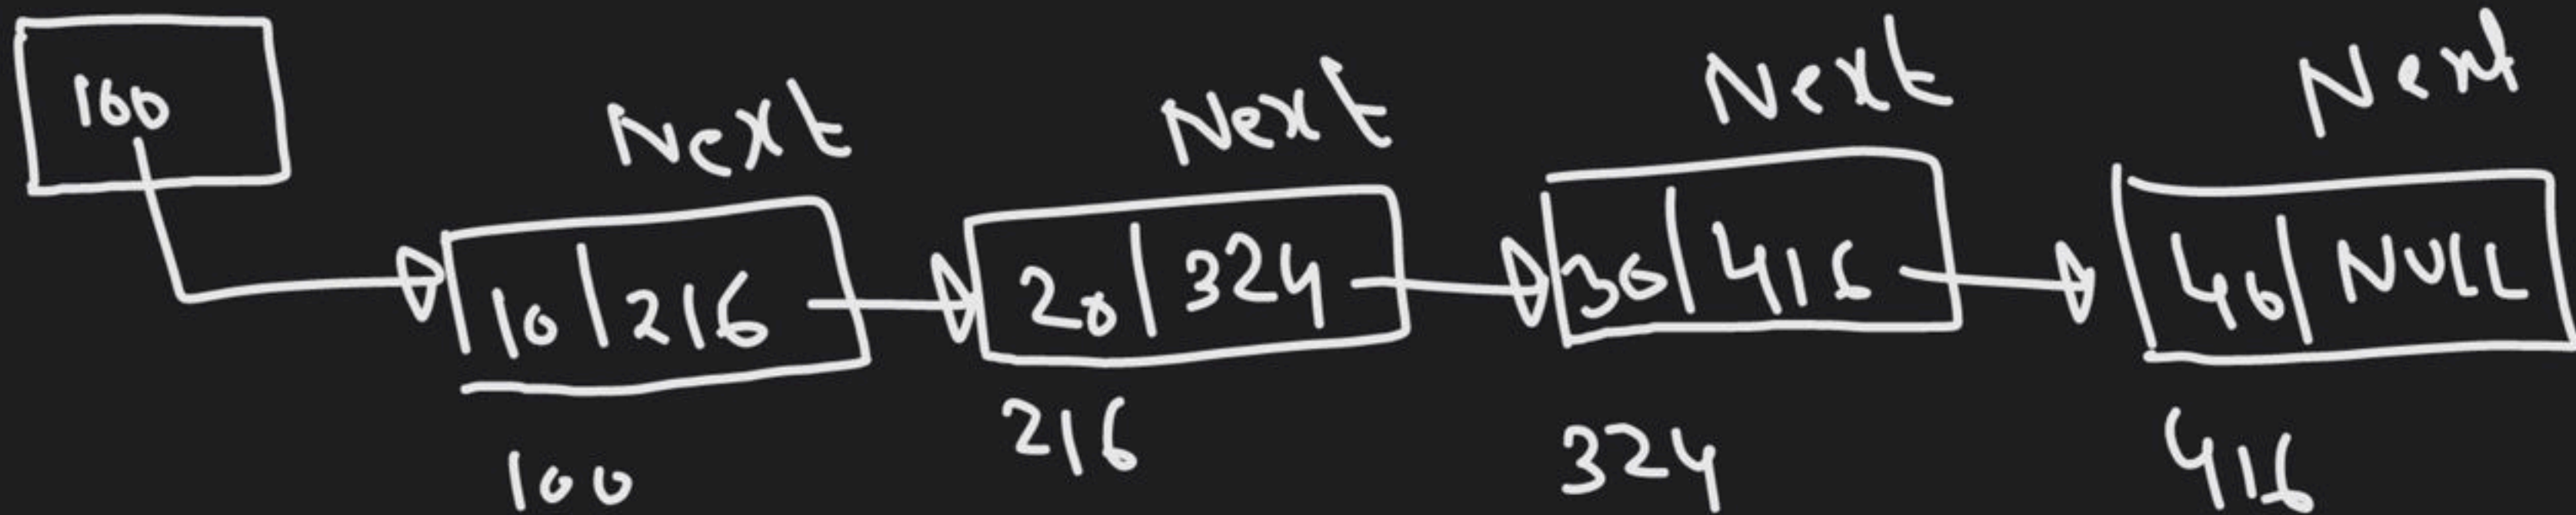 100
Next Next Next Next
10 | 216 20 | 324 30 | 416 40 | NULL
100 216 324 416